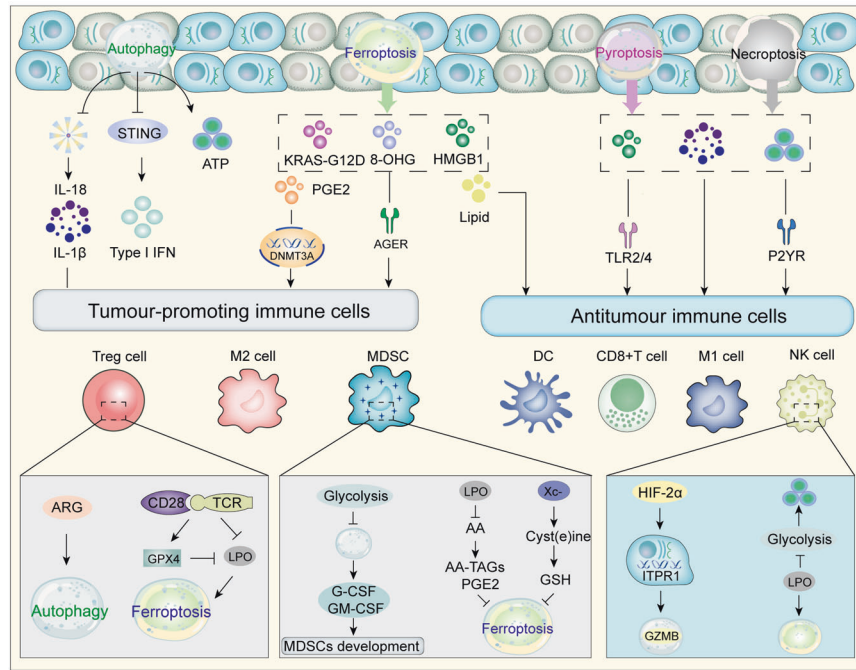 Autophagy
Ferroptosis
Pyroptosis
Necroptosis
STING
ATP
KRAS-G12D
8-OHG
HMGB1
IL-18
PGE2
Lipid
IL-1β
Type I IFN
DNMT3A
AGER
TLR2/4
P2YR
Tumour-promoting immune cells
Antitumour immune cells
Treg cell
M2 cell
MDSC
DC
CD8+T cell
M1 cell
NK cell
ARG
Autophagy
CD28
TCR
GPX4
LPO
Ferroptosis
Glycolysis
G-CSF
GM-CSF
MDSCs development
LPO
AA
AA-TAGs
PGE2
Xc-
Cyst(e)ine
GSH
Ferroptosis
HIF-2α
ITPR1
GZMB
Glycolysis
LPO